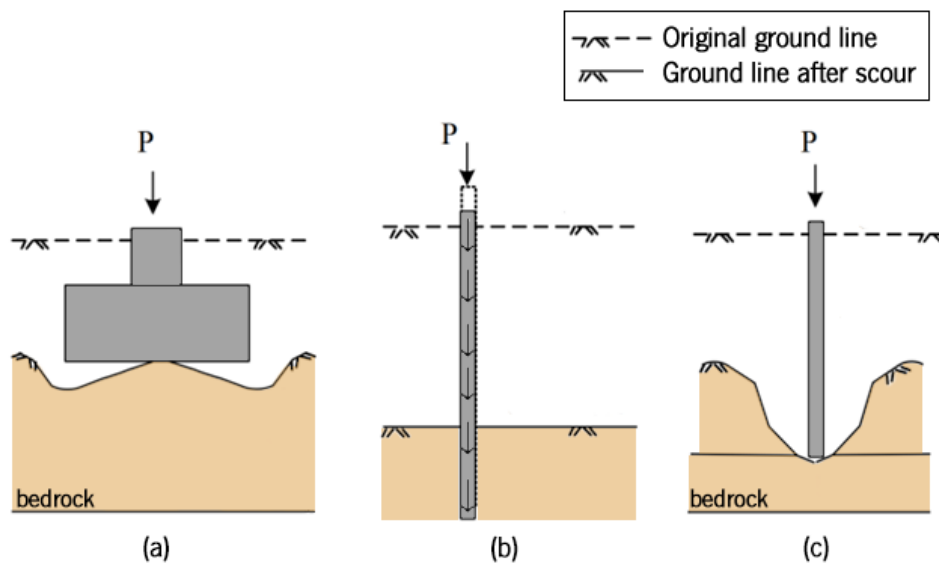 Original ground line
Ground line after scour
P
P
P
bedrock
bedrock
(a)
(b)
(c)